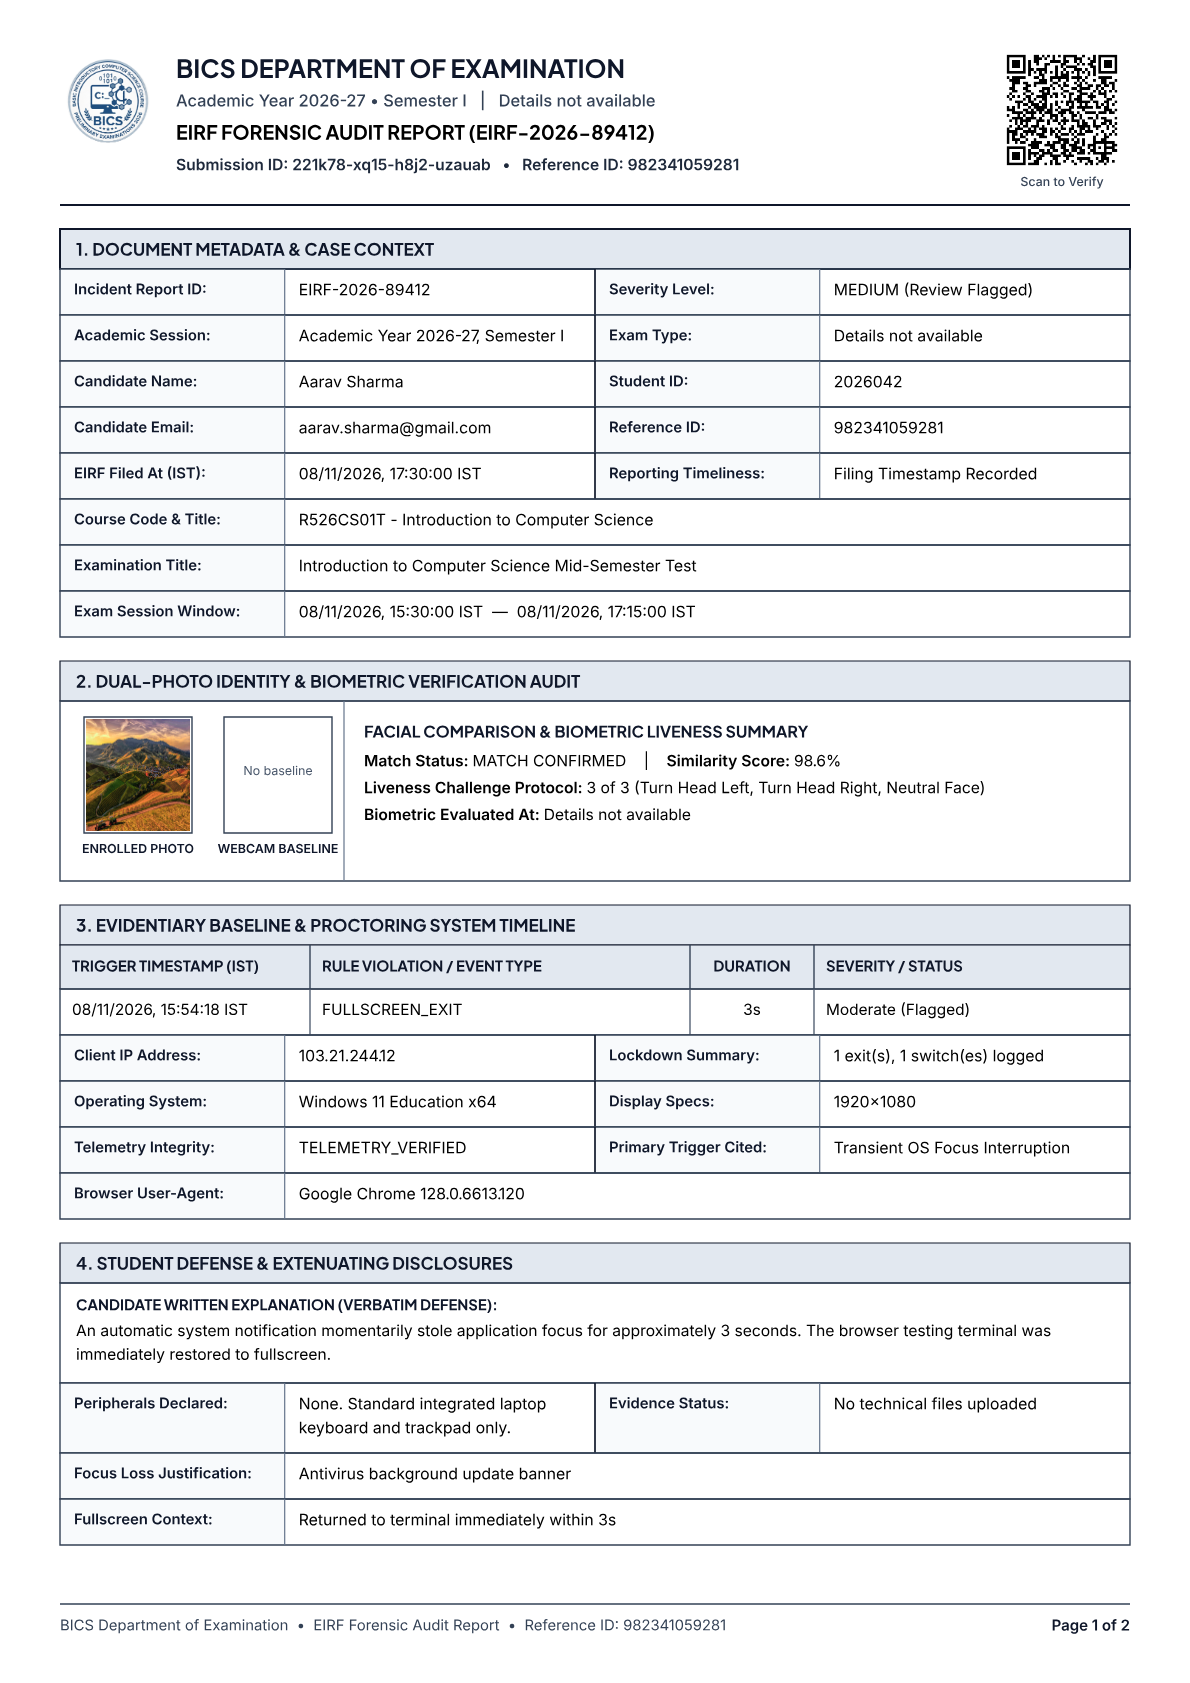 BICS DEPARTMENT OF EXAMINATION
Academic Year 2026-27 • Semester I | Details not available
EIRF FORENSIC AUDIT REPORT (EIRF-2026-89412)
Submission ID: 221k78-xq15-h8j2-uzauab • Reference ID: 982341059281
BASIC INTRODUCTORY COMPUTER SCIENCE COURSE
C:_
BICS
PRELIMINARY EXAMINATIONS 2026
Scan to Verify
1. DOCUMENT METADATA & CASE CONTEXT
Incident Report ID: EIRF-2026-89412 Severity Level: MEDIUM (Review Flagged)
Academic Session: Academic Year 2026-27, Semester I Exam Type: Details not available
Candidate Name: Aarav Sharma Student ID: 2026042
Candidate Email: aarav.sharma@gmail.com Reference ID: 982341059281
EIRF Filed At (IST): 08/11/2026, 17:30:00 IST Reporting Timeliness: Filing Timestamp Recorded
Course Code & Title: R526CS01T - Introduction to Computer Science
Examination Title: Introduction to Computer Science Mid-Semester Test
Exam Session Window: 08/11/2026, 15:30:00 IST — 08/11/2026, 17:15:00 IST
2. DUAL-PHOTO IDENTITY & BIOMETRIC VERIFICATION AUDIT
No baseline
ENROLLED PHOTO WEBCAM BASELINE
FACIAL COMPARISON & BIOMETRIC LIVENESS SUMMARY
Match Status: MATCH CONFIRMED | Similarity Score: 98.6%
Liveness Challenge Protocol: 3 of 3 (Turn Head Left, Turn Head Right, Neutral Face)
Biometric Evaluated At: Details not available
3. EVIDENTIARY BASELINE & PROCTORING SYSTEM TIMELINE
TRIGGER TIMESTAMP (IST) RULE VIOLATION / EVENT TYPE DURATION SEVERITY / STATUS
08/11/2026, 15:54:18 IST FULLSCREEN_EXIT 3s Moderate (Flagged)
Client IP Address: 103.21.244.12 Lockdown Summary: 1 exit(s), 1 switch(es) logged
Operating System: Windows 11 Education x64 Display Specs: 1920×1080
Telemetry Integrity: TELEMETRY_VERIFIED Primary Trigger Cited: Transient OS Focus Interruption
Browser User-Agent: Google Chrome 128.0.6613.120
4. STUDENT DEFENSE & EXTENUATING DISCLOSURES
CANDIDATE WRITTEN EXPLANATION (VERBATIM DEFENSE):
An automatic system notification momentarily stole application focus for approximately 3 seconds. The browser testing terminal was
immediately restored to fullscreen.
Peripherals Declared: None. Standard integrated laptop Evidence Status: No technical files uploaded
keyboard and trackpad only.
Focus Loss Justification: Antivirus background update banner
Fullscreen Context: Returned to terminal immediately within 3s
BICS Department of Examination • EIRF Forensic Audit Report • Reference ID: 982341059281 Page 1 of 2